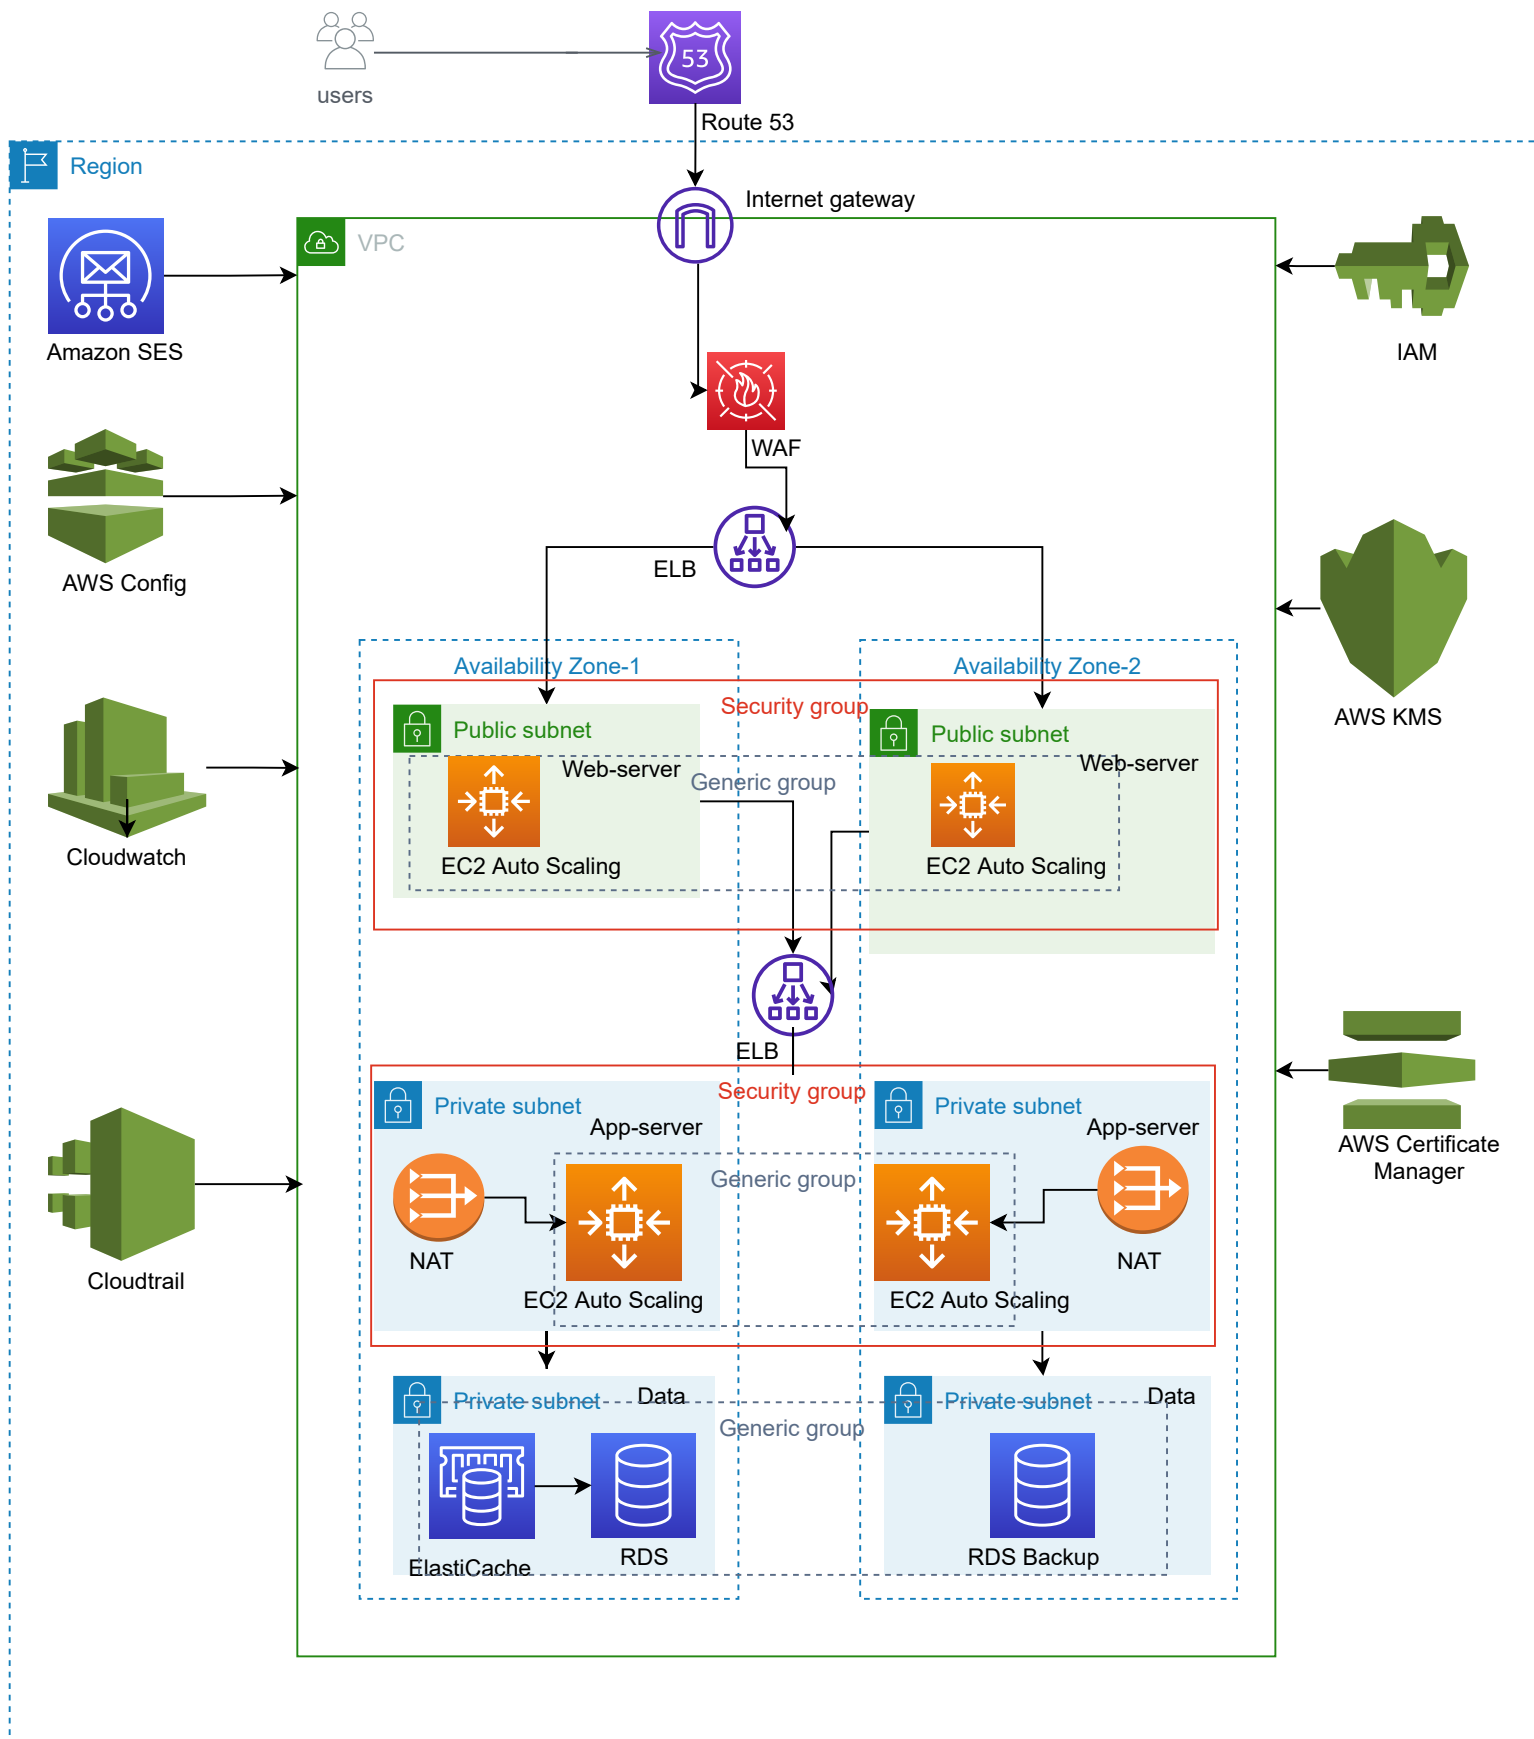 users
53
Route 53
Region
Internet gateway
VPC
Amazon SES
IAM
WAF
AWS Config
ELB
Availability Zone-1
Availability Zone-2
Security group
AWS KMS
Public subnet
Public subnet
Web-server
Generic group
Web-server
EC2 Auto Scaling
EC2 Auto Scaling
Cloudwatch
ELB
Security group
Private subnet
Private subnet
App-server
App-server
AWS Certificate
Manager
Generic group
NAT
NAT
Cloudtrail
EC2 Auto Scaling
EC2 Auto Scaling
Private subnet
Data
Private subnet
Data
Generic group
ElastiCache
RDS
RDS Backup